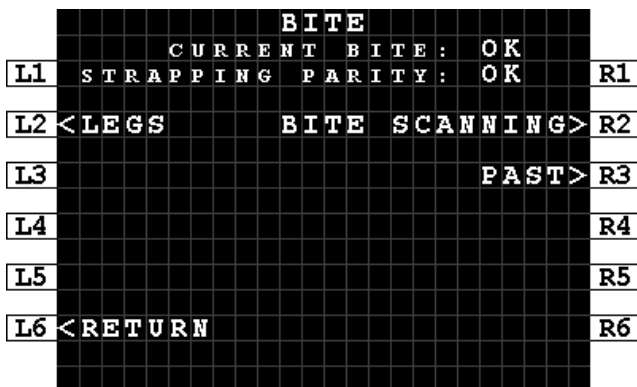 BITE
CURRENT BITE: OK
L1 STRAPPING PARITY: OK R1
L2 <LEGS BITE SCANNING> R2
L3 PAST> R3
L4 R4
L5 R5
L6 <RETURN R6